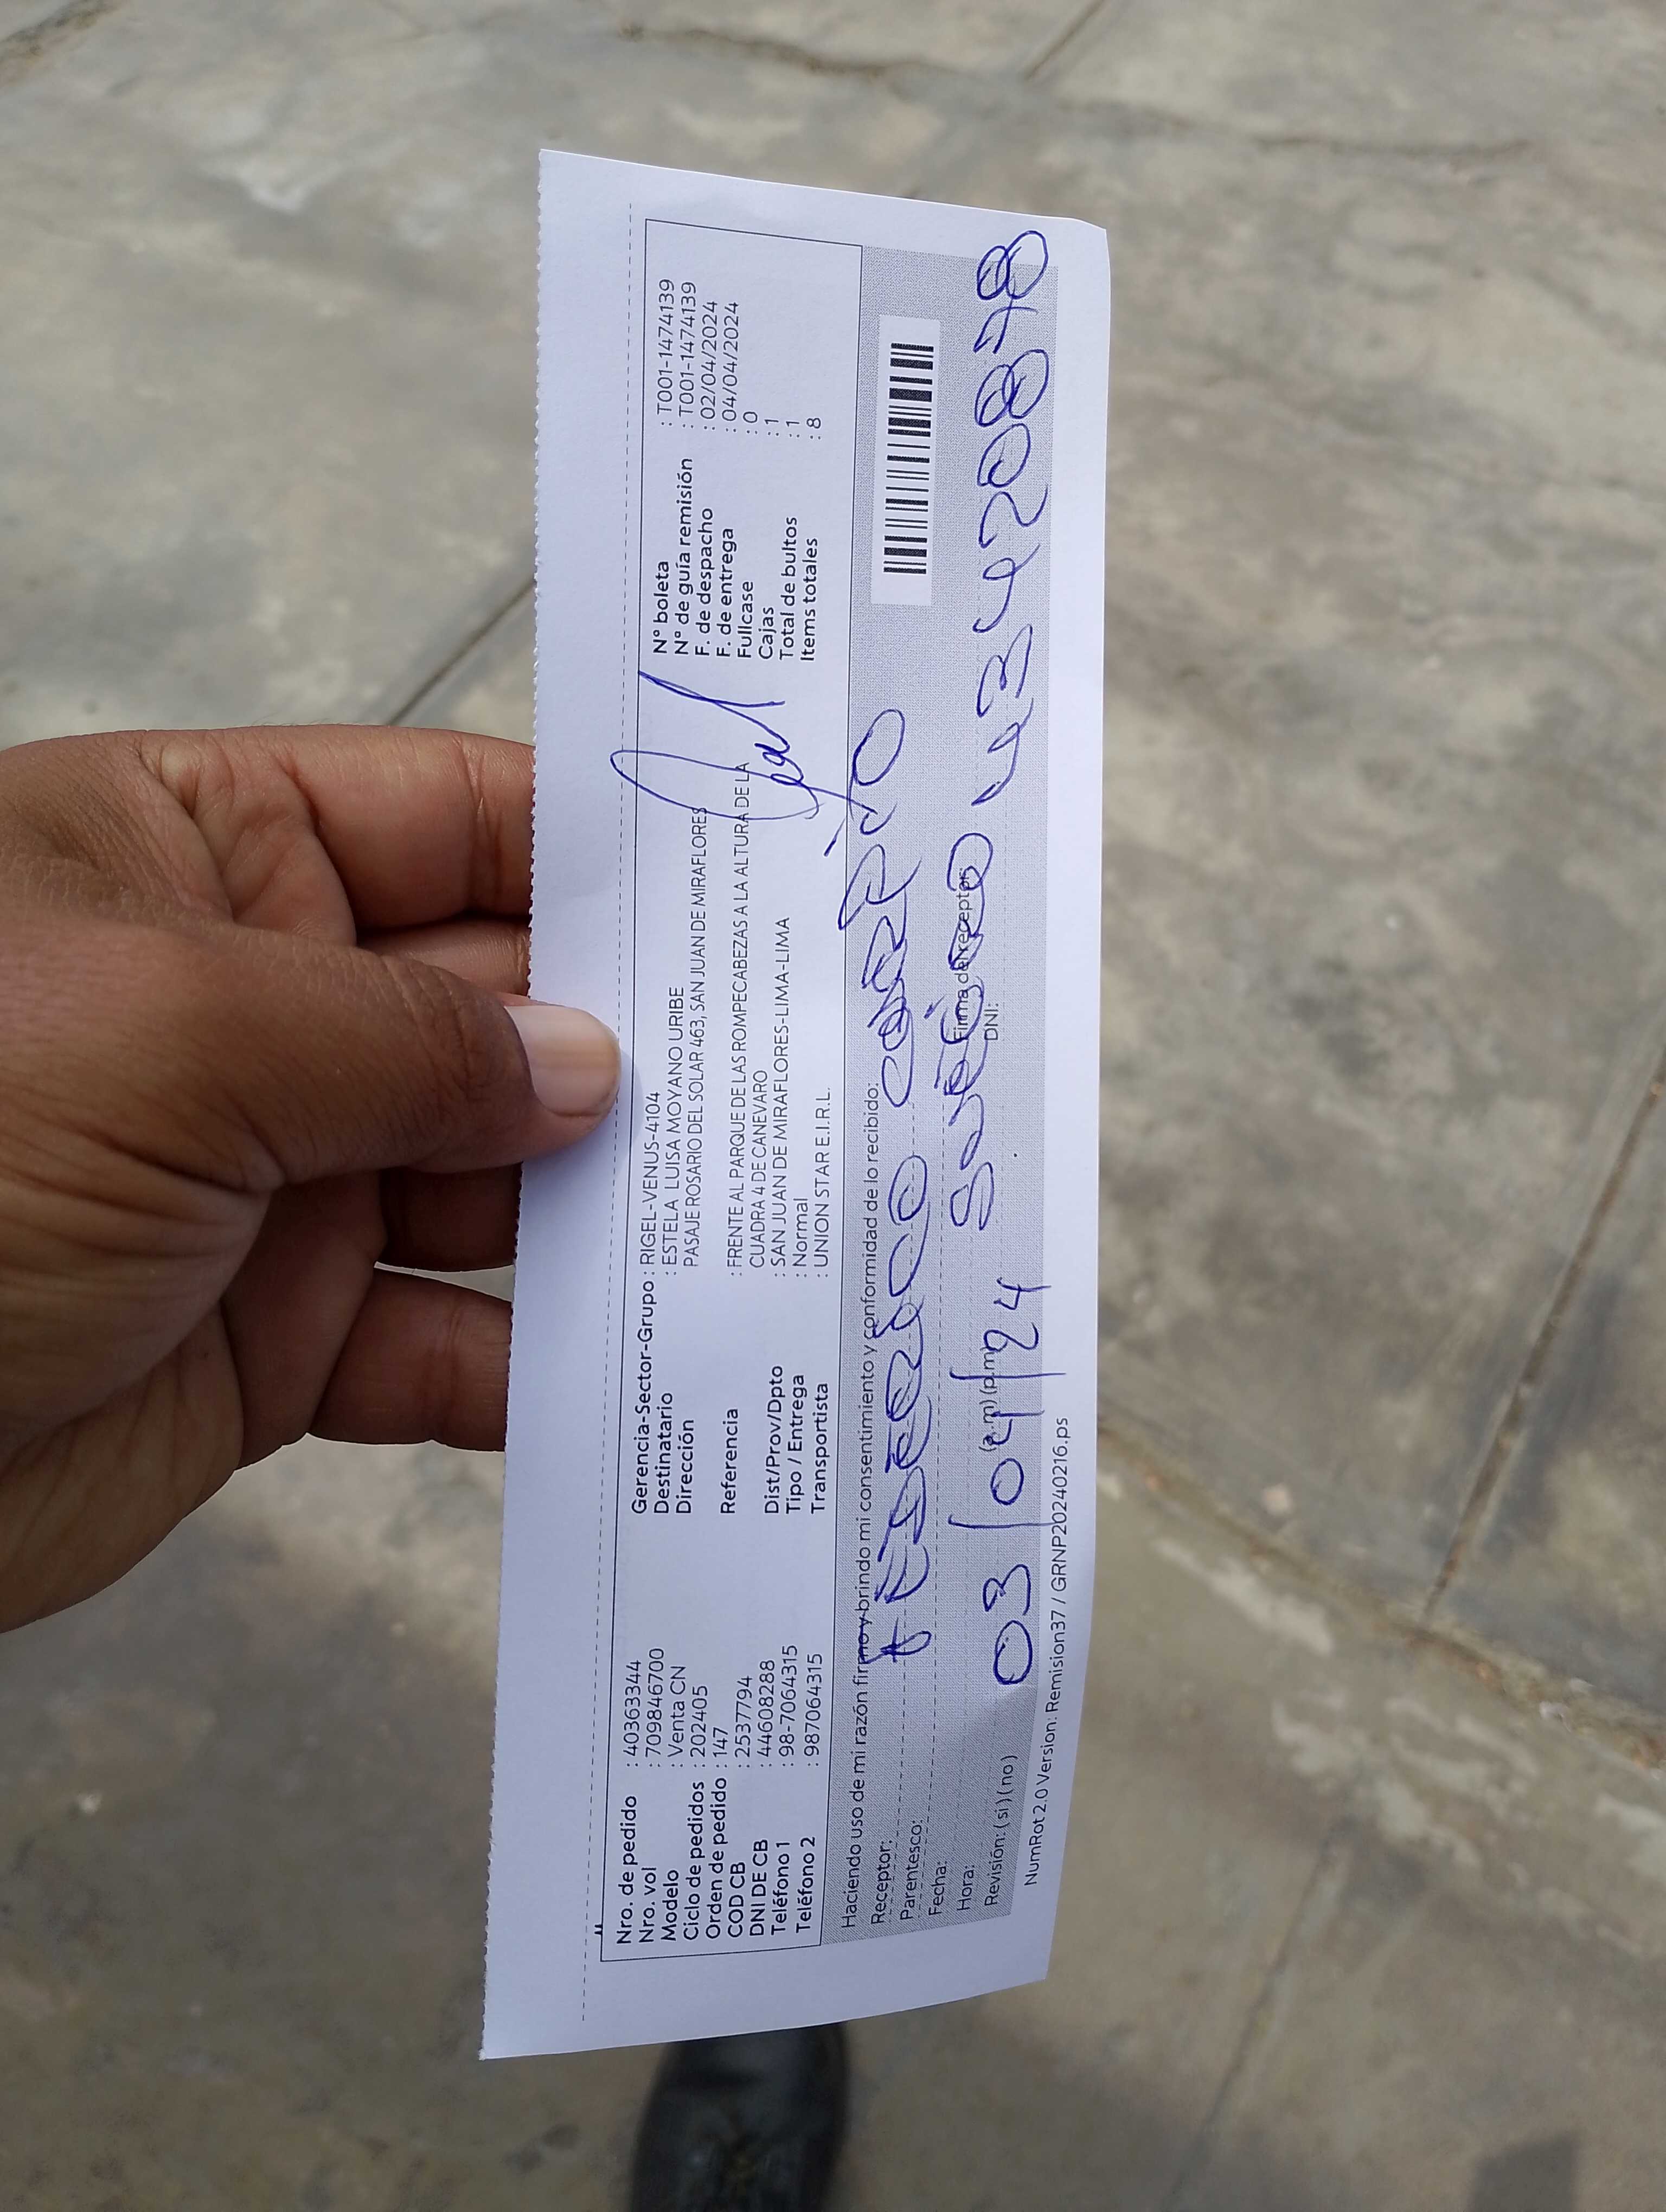 Nro. de pedido : 40363344
Nro. vol : 709846700
Modelo : Venta CN
Ciclo de pedidos : 202405
Orden de pedido : 147
COD CB : 2537794
DNI DE CB : 44608288
Teléfono 1 : 98-7064315
Teléfono 2 : 987064315
Gerencia-Sector-Grupo : RIGEL-VENUS-4104
Destinatario : ESTELA LUISA MOYANO URIBE
Dirección PASAJE ROSARIO DEL SOLAR 463, SAN JUAN DE MIRAFLORES
Referencia : FRENTE AL PARQUE DE LAS ROMPECABEZAS A LA ALTURA DE LA
CUADRA 4 DE CANEVARO
Dist/Prov/Dpto : SAN JUAN DE MIRAFLORES-LIMA-LIMA
Tipo / Entrega : Normal
Transportista : UNION STAR E.I.R.L.
N° boleta : T001-1474139
N° de guía remisión : T001-1474139
F. de despacho : 02/04/2024
F. de entrega : 04/04/2024
Fullcase : 0
Cajas : 1
Total de bultos : 1
Items totales : 8
Haciendo uso de mi razón firmo y brindo mi consentimiento y conformidad de lo recibido:
Receptor: FEDERICO
Parentesco:
Fecha:
Hora: (a.m) (p.m)
03/04/24
Firma del receptor
DNI:
43420878
Revisión: ( si ) ( no )
NumRot 2.0 Version: Remision37 / GRNP20240216.ps